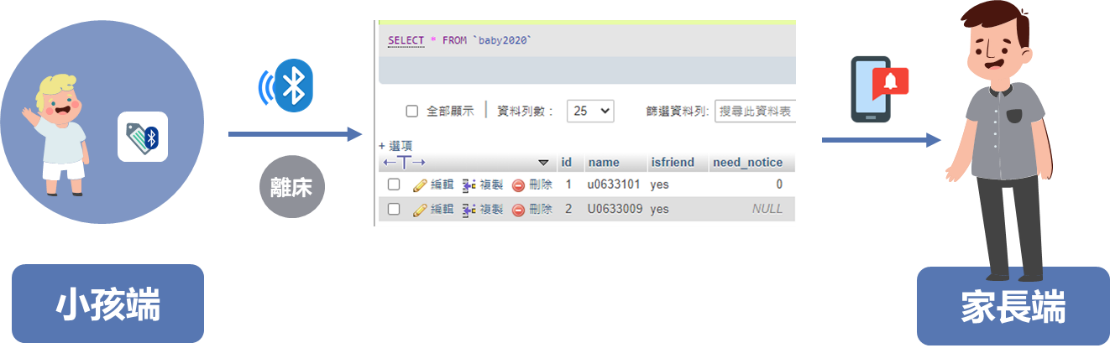 SELECT * FROM `baby2020`
全部顯示 | 資料列數： 25 篩選資料列: 搜尋此資料表
+ 選項
←T→ id name isfriend need_notice
編輯 複製 刪除 1 u0633101 yes 0
編輯 複製 刪除 2 U0633009 yes NULL
離床
小孩端
家長端